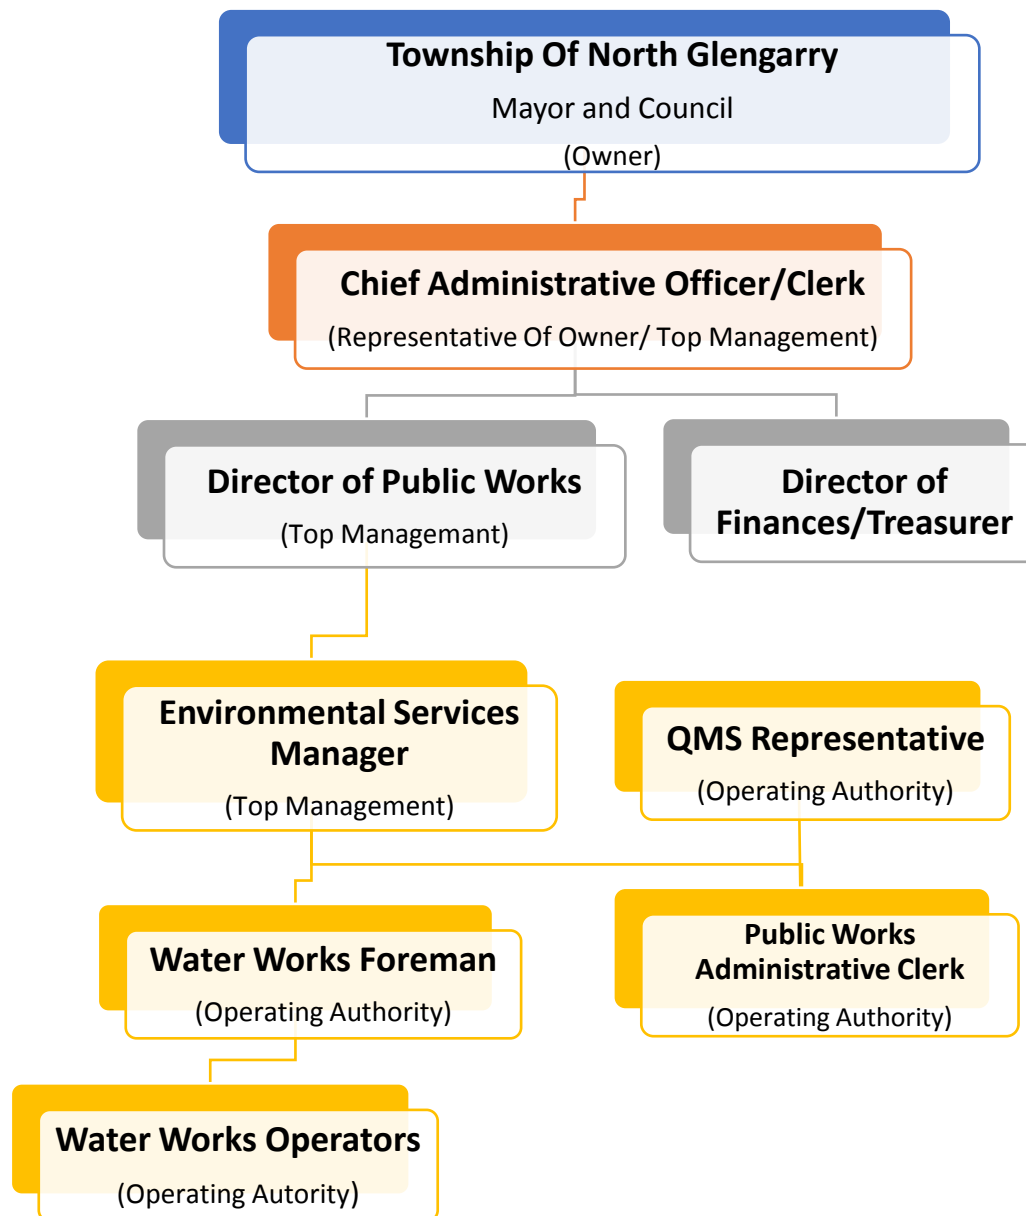 Township Of North Glengarry
Mayor and Council
(Owner)
Chief Administrative Officer/Clerk
(Representative Of Owner/ Top Management)
Director of Public Works
(Top Managemant)
Director of
Finances/Treasurer
Environmental Services
Manager
(Top Management)
QMS Representative
(Operating Authority)
Water Works Foreman
(Operating Authority)
Public Works
Administrative Clerk
(Operating Authority)
Water Works Operators
(Operating Autority)